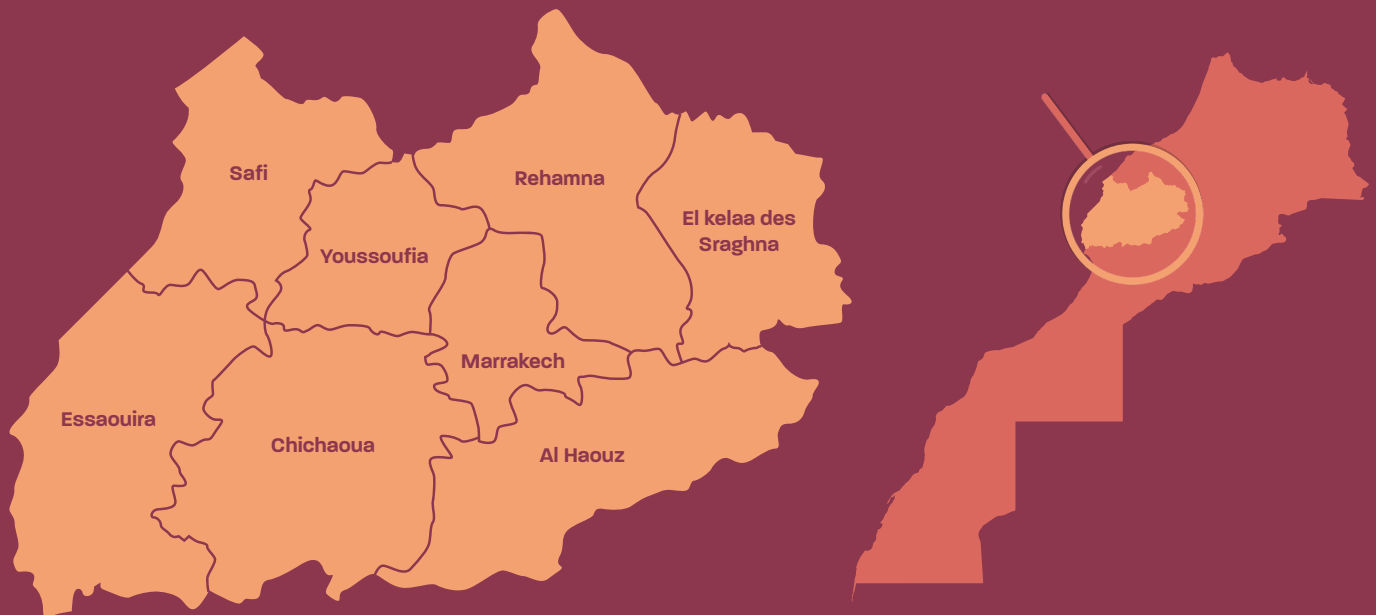 Safi
Rehamna
El kelaa des
Sraghna
Youssoufia
Marrakech
Essaouira
Chichaoua
Al Haouz